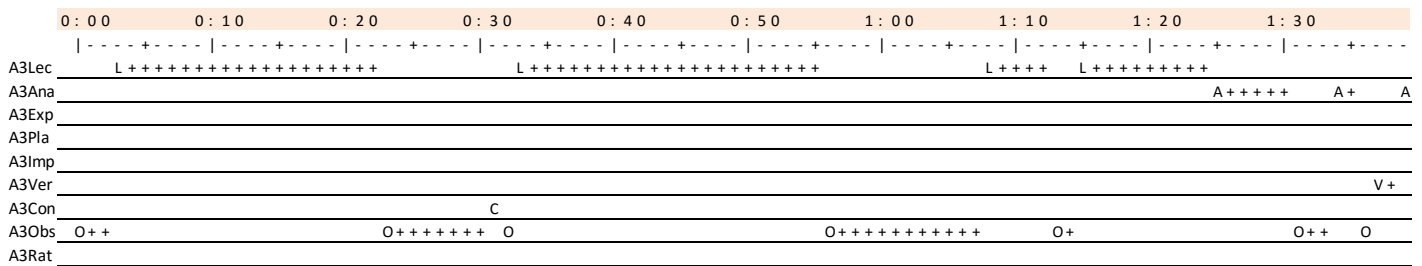 0:00 0:10 0:20 0:30 0:40 0:50 1:00 1:10 1:20 1:30
|----+----|----+----|----+----|----+----|----+----|----+----|----+----|----+----|----+----|----+----
A3Lec L+++++++++++++++++++ L++++++++++++++++++++++ L++++ L+++++++++
A3Ana A+++++ A+ A
A3Exp
A3Pla
A3Imp
A3Ver V+
A3Con C
A3Obs O++ O+++++++ O O+++++++++++ O+ O++ O
A3Rat